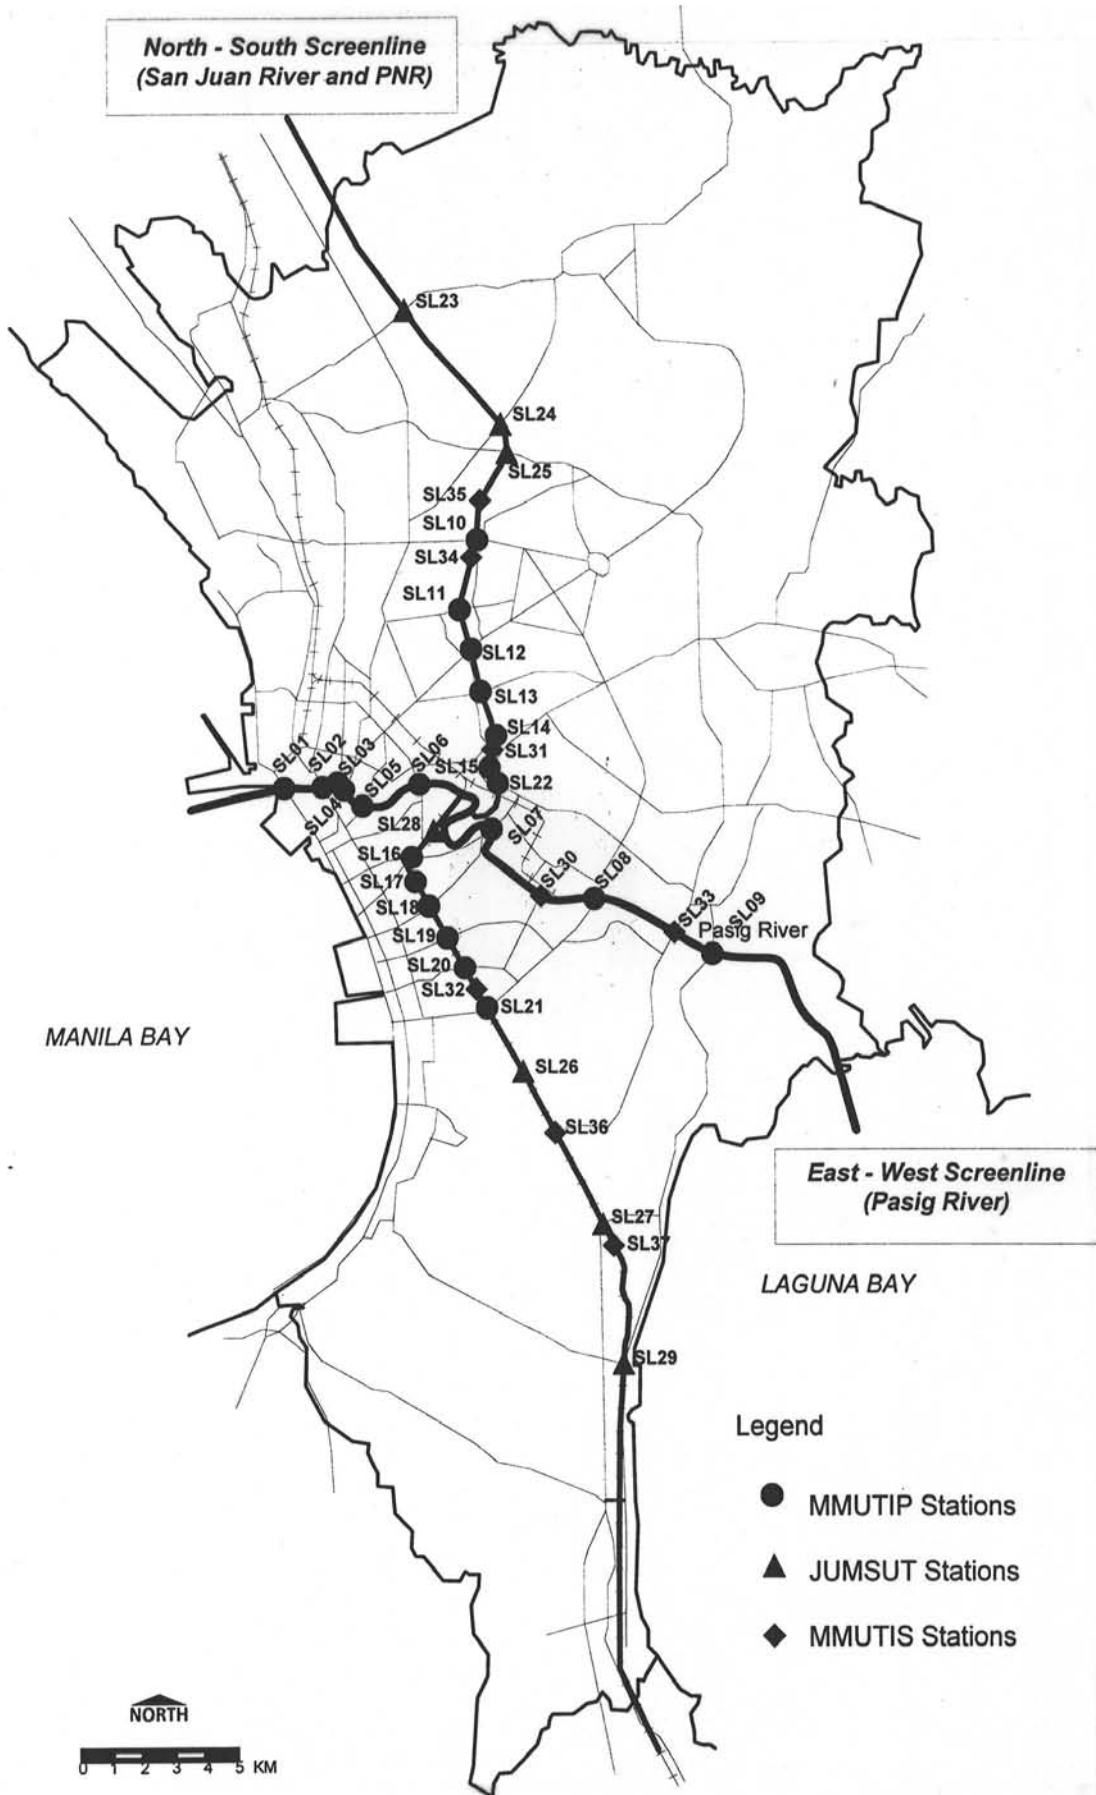 North - South Screenline
(San Juan River and PNR)
SL23
SL24
SL25
SL35
SL10
SL34
SL11
SL12
SL13
SL14
SL31
SL15
SL22
SL01
SL02
SL03
SL04
SL05
SL06
SL28
SL07
SL16
SL17
SL18
SL30
SL08
SL33
SL09
Pasig River
SL19
SL20
SL32
SL21
MANILA BAY
SL26
SL36
East - West Screenline
(Pasig River)
SL27
SL37
LAGUNA BAY
SL29
Legend
MMUTIP Stations
JUMSUT Stations
MMUTIS Stations
NORTH
0 1 2 3 4 5 KM